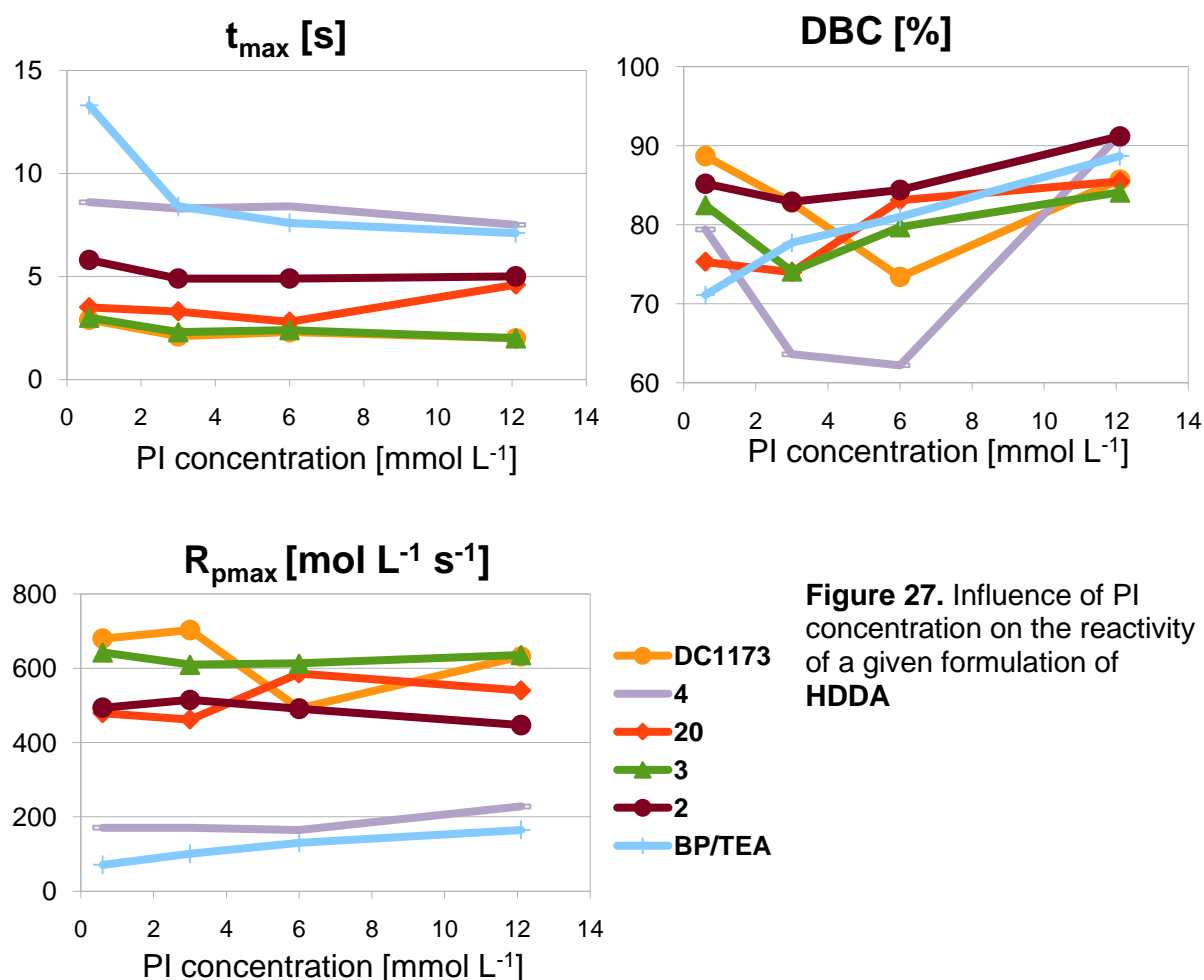 t_max [s]
15
10
5
0
0 2 4 6 8 10 12 14
PI concentration [mmol L⁻¹]
DBC [%]
100
90
80
70
60
0 2 4 6 8 10 12 14
PI concentration [mmol L⁻¹]
R_pmax [mol L⁻¹ s⁻¹]
800
600
400
200
0
0 2 4 6 8 10 12 14
PI concentration [mmol L⁻¹]
DC1173
4
20
3
2
BP/TEA
Figure 27. Influence of PI
concentration on the reactivity
of a given formulation of
HDDA